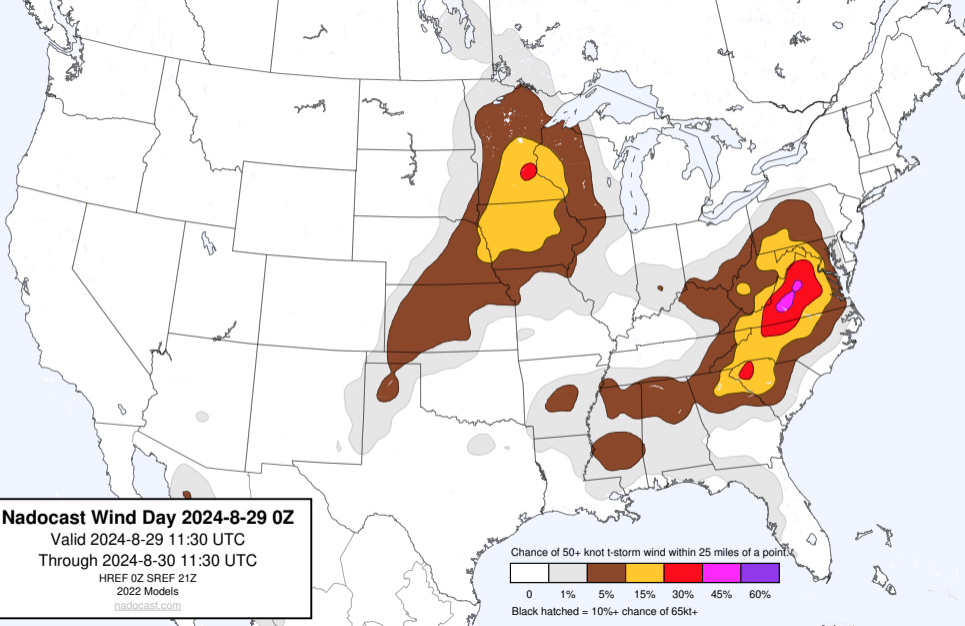 Nadocast Wind Day 2024-8-29 0Z
Valid 2024-8-29 11:30 UTC
Through 2024-8-30 11:30 UTC
HREF 0Z SREF 21Z
2022 Models
nadocast.com
Chance of 50+ knot t-storm wind within 25 miles of a point.
0 1% 5% 15% 30% 45% 60%
Black hatched = 10%+ chance of 65kt+